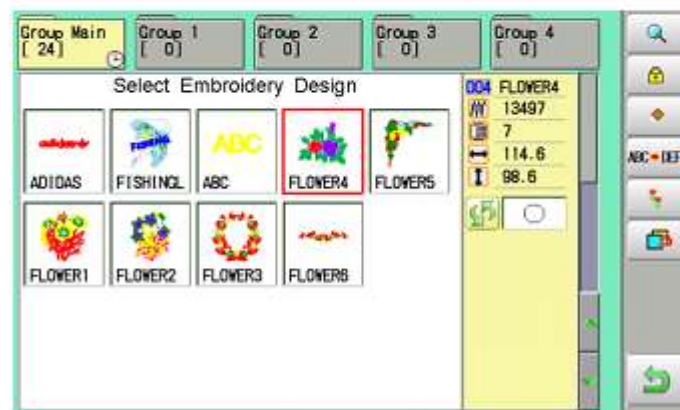 Group Main
[ 24]
Group 1
[ 0]
Group 2
[ 0]
Group 3
[ 0]
Group 4
[ 0]
Select Embroidery Design
004 FLOWER4
13497
7
114.6
98.6
ABC DEF
adidas
FISHING
ABC
ADIDAS
FISHINGL
ABC
FLOWER4
FLOWER5
FLOWER1
FLOWER2
FLOWER3
FLOWER6